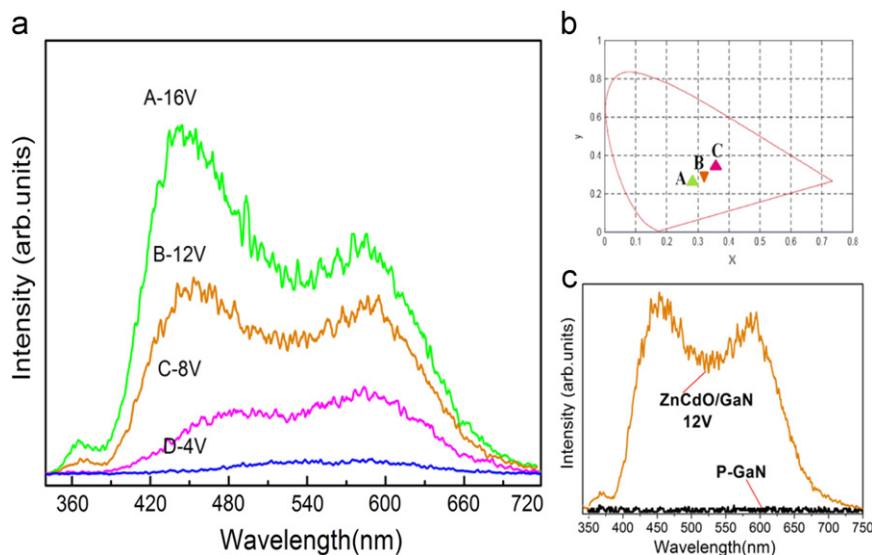 a
Intensity (arb.units)
A-16V
B-12V
C-8V
D-4V
360 420 480 540 600 660 720
Wavelength(nm)
b
y
1
0.8
0.6
0.4
0.2
0
A
B
C
0 0.1 0.2 0.3 0.4 0.5 0.6 0.7 0.8
X
c
Intensity (arb.units)
ZnCdO/GaN
12V
P-GaN
350 400 450 500 550 600 650 700 750
Wavelength(nm)